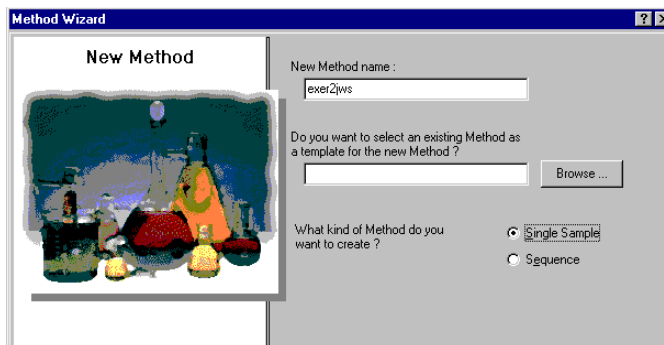 Method Wizard
New Method
New Method name :
exer2jws
Do you want to select an existing Method as
a template for the new Method ?
Browse ...
What kind of Method do you
want to create ?
Single Sample
Sequence